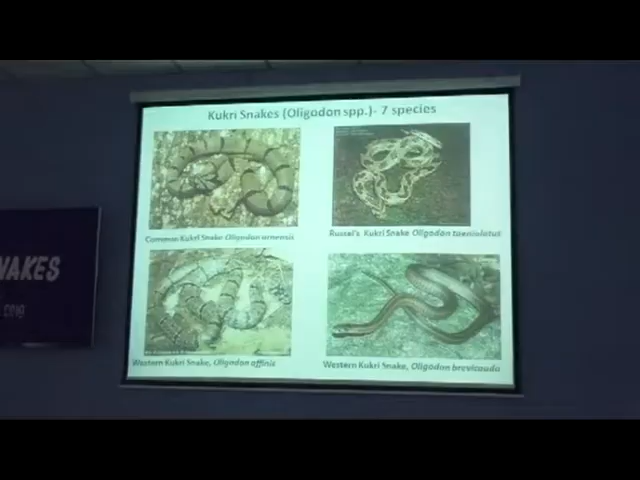 Kukri Snakes (Oligodon spp.)- 7 species
Common Kukri Snake Oligodon arnensis
Russel's Kukri Snake Oligodon taeniolatus
Western Kukri Snake, Oligodon affinis
Western Kukri Snake, Oligodon brevicauda
NAKES
2019